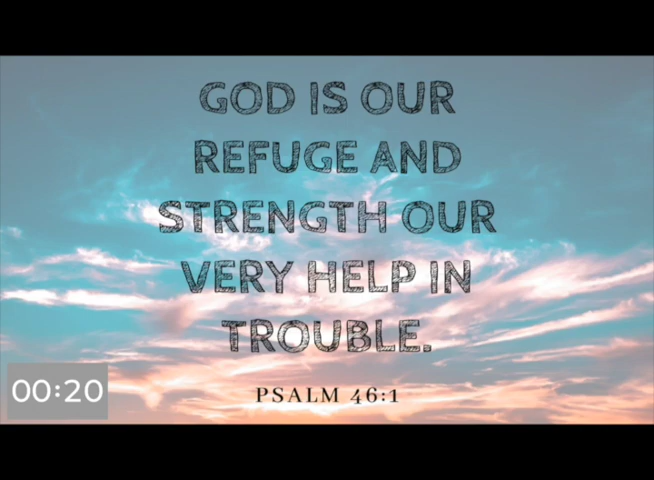 GOD IS OUR
REFUGE AND
STRENGTH OUR
VERY HELP IN
TROUBLE.
PSALM 46:1
00:20